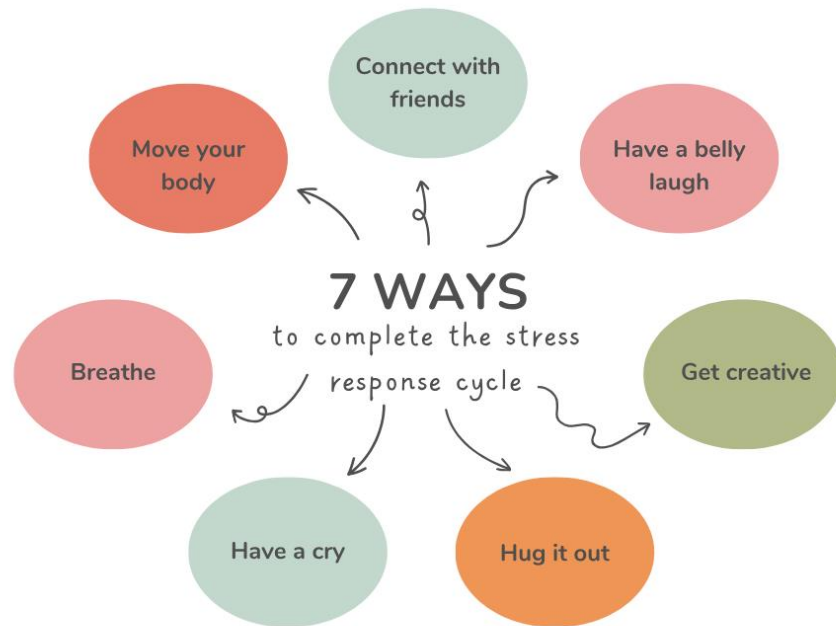 Connect with
friends
Move your
body
Have a belly
laugh
7 WAYS
to complete the stress
response cycle
Breathe
Get creative
Have a cry
Hug it out